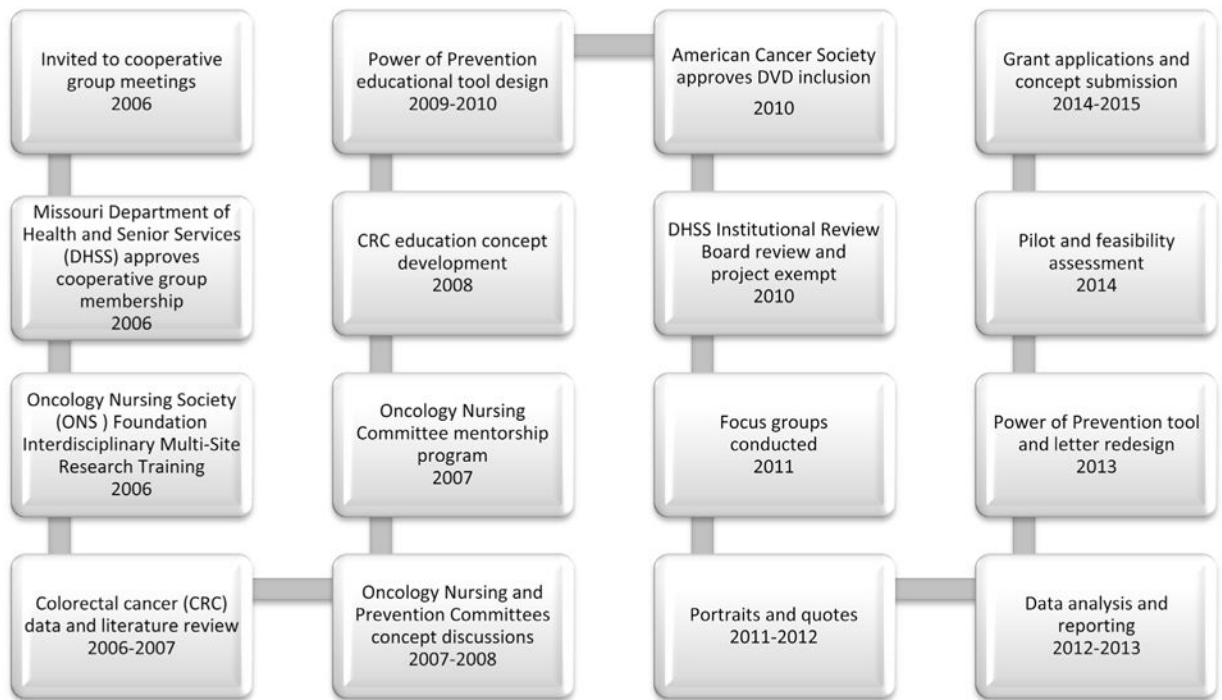 Invited to cooperative
group meetings
2006
Missouri Department of
Health and Senior Services
(DHSS) approves
cooperative group
membership
2006
Oncology Nursing Society
(ONS ) Foundation
Interdisciplinary Multi-Site
Research Training
2006
Colorectal cancer (CRC)
data and literature review
2006-2007
Oncology Nursing and
Prevention Committees
concept discussions
2007-2008
Oncology Nursing
Committee mentorship
program
2007
CRC education concept
development
2008
Power of Prevention
educational tool design
2009-2010
American Cancer Society
approves DVD inclusion
2010
DHSS Institutional Review
Board review and
project exempt
2010
Focus groups
conducted
2011
Portraits and quotes
2011-2012
Data analysis and
reporting
2012-2013
Power of Prevention tool
and letter redesign
2013
Pilot and feasibility
assessment
2014
Grant applications and
concept submission
2014-2015